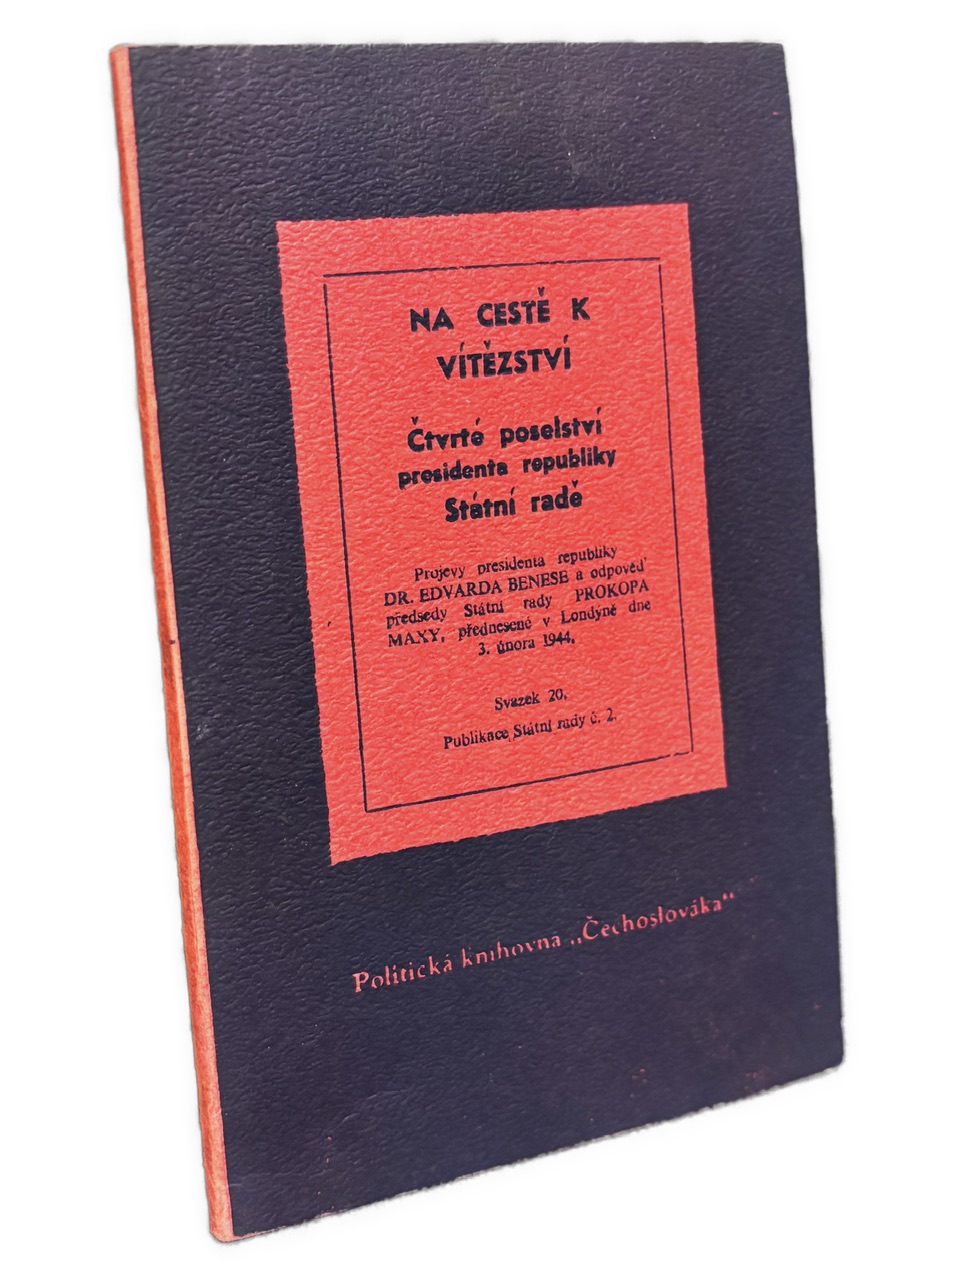 NA CESTĚ K
VÍTĚZSTVÍ
Čtvrté poselství
presidenta republiky
Státní radě
Projevy presidenta republiky
DR. EDVARDA BENESE a odpověď
předsedy Státní rady PROKOPA
MAXY, přednesené v Londýně dne
3. února 1944.
Svazek 20.
Publikace Státní rady č. 2.
Politická knihovna „Čechoslováka“